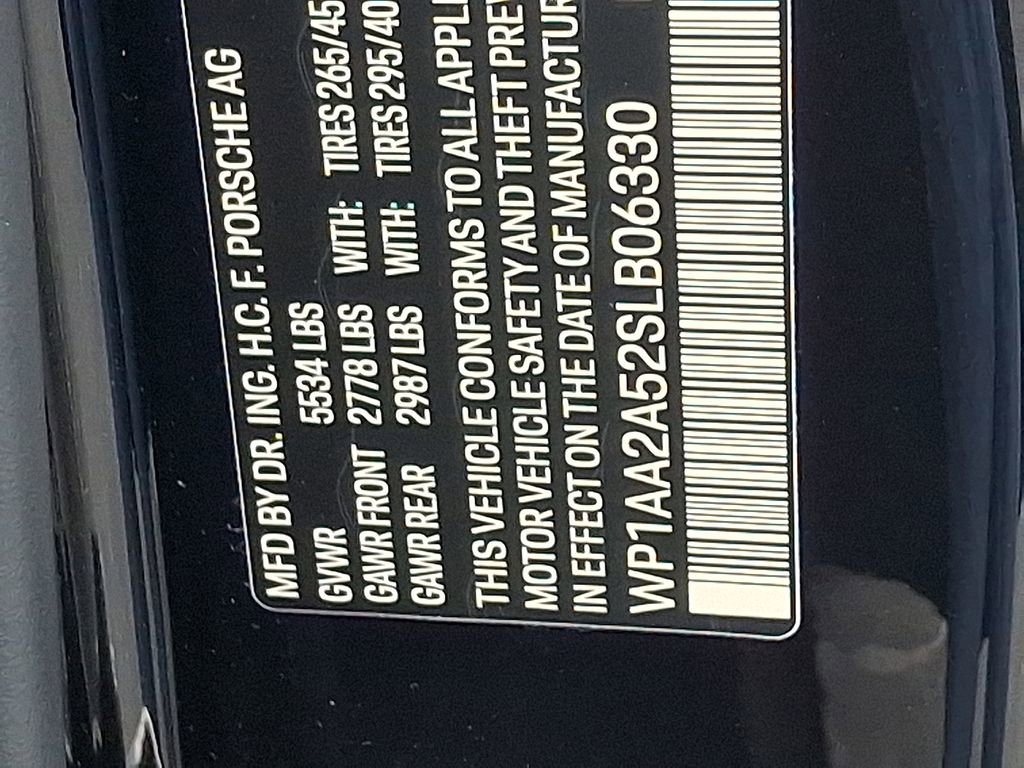 MFD BY DR. ING. H.C. F. PORSCHE AG
GVWR 5534 LBS
GAWR FRONT 2778 LBS WITH: TIRES 265/45
GAWR REAR 2987 LBS WITH: TIRES 295/40
THIS VEHICLE CONFORMS TO ALL APPLI
MOTOR VEHICLE SAFETY AND THEFT PREV
IN EFFECT ON THE DATE OF MANUFACTUR
WP1AA2A52SLB06330